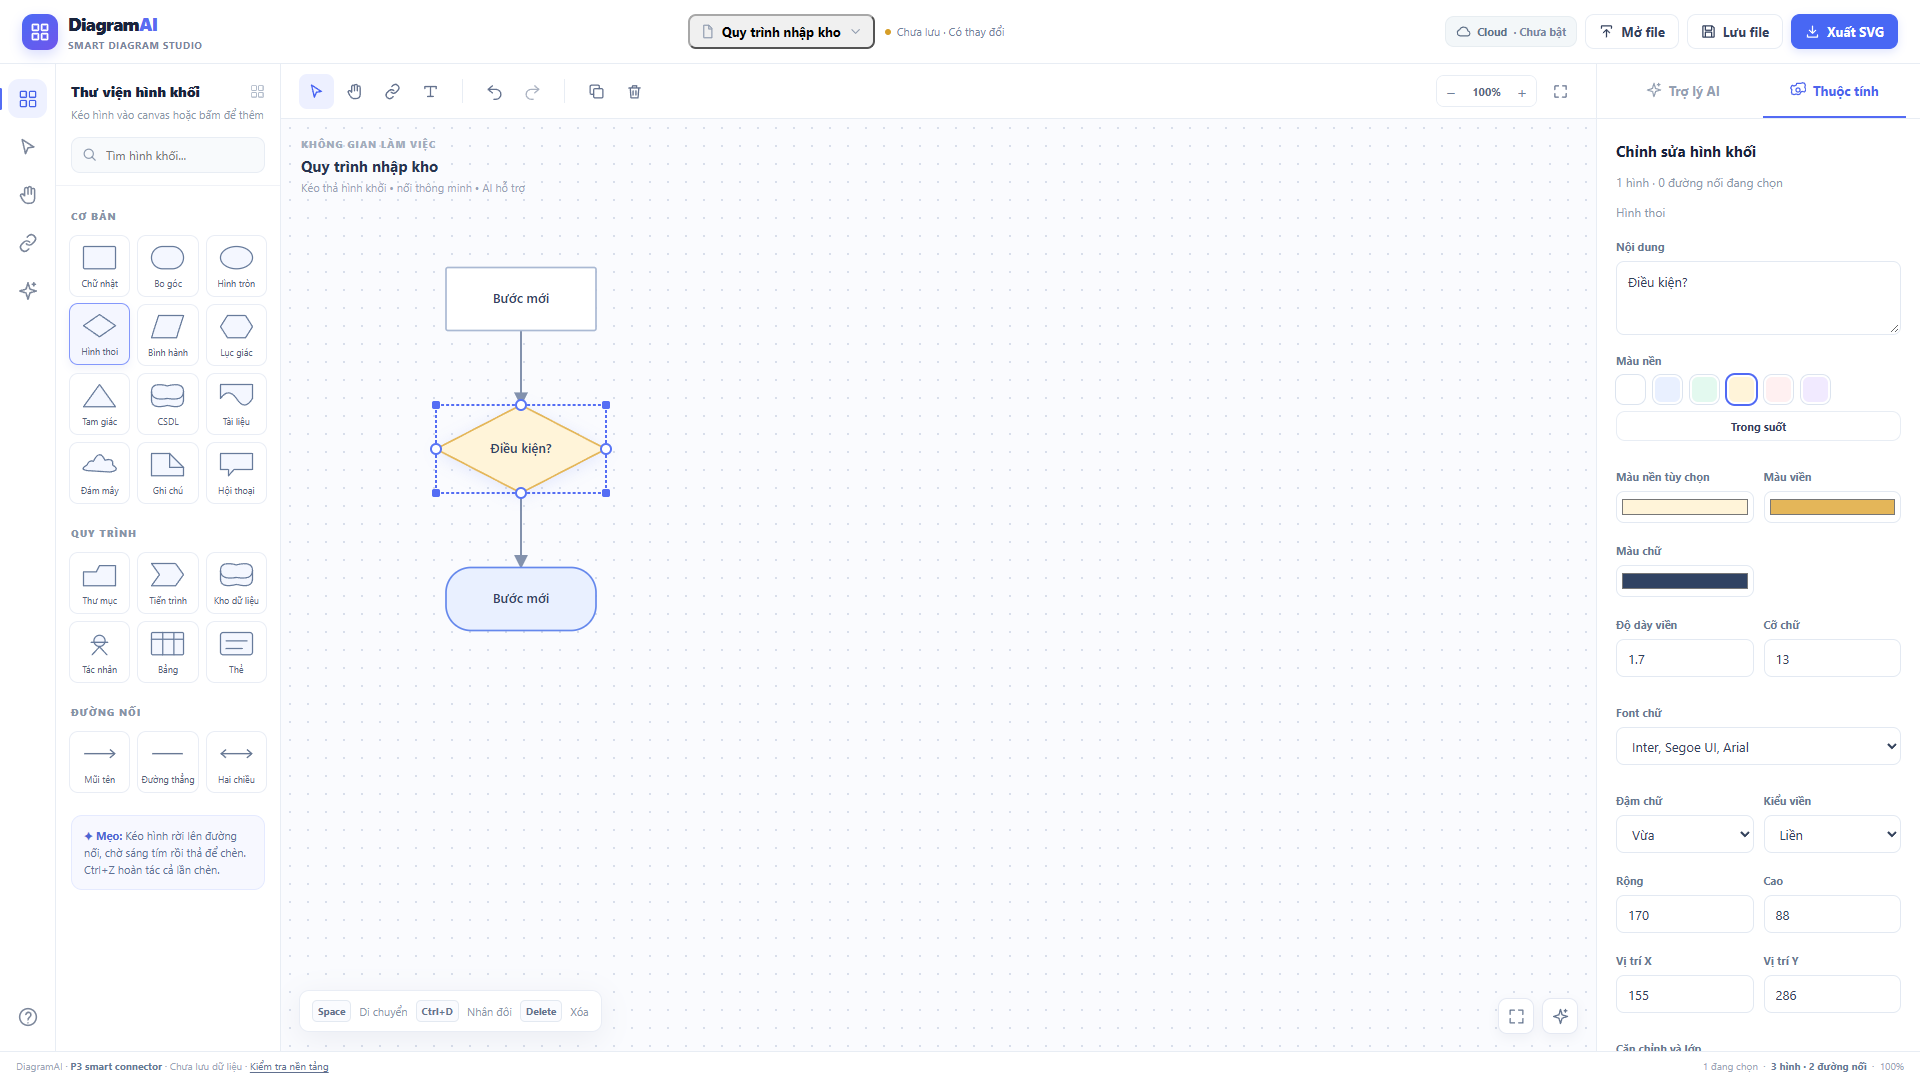 DiagramAI
SMART DIAGRAM STUDIO
Quy trình nhập kho
Chưa lưu · Có thay đổi
Cloud · Chưa bật
Mở file
Lưu file
Xuất SVG
Thư viện hình khối
Kéo hình vào canvas hoặc bấm để thêm
Tìm hình khối...
CƠ BẢN
Chữ nhật
Bo góc
Hình tròn
Hình thoi
Bình hành
Lục giác
Tam giác
CSDL
Tài liệu
Đám mây
Ghi chú
Hội thoại
QUY TRÌNH
Thư mục
Tiến trình
Kho dữ liệu
Tác nhân
Bảng
Thẻ
ĐƯỜNG NỐI
Mũi tên
Đường thẳng
Hai chiều
✦ Mẹo: Kéo hình rời lên đường
nối, chờ sáng tím rồi thả để chèn.
Ctrl+Z hoàn tác cả lần chèn.
100%
KHÔNG GIAN LÀM VIỆC
Quy trình nhập kho
Kéo thả hình khối • nối thông minh • AI hỗ trợ
Bước mới
Điều kiện?
Bước mới
Space Di chuyển Ctrl+D Nhân đôi Delete Xóa
Trợ lý AI
Thuộc tính
Chỉnh sửa hình khối
1 hình · 0 đường nối đang chọn
Hình thoi
Nội dung
Điều kiện?
Màu nền
Trong suốt
Màu nền tùy chọn
Màu viền
Màu chữ
Độ dày viền
Cỡ chữ
1.7
13
Font chữ
Inter, Segoe UI, Arial
Đậm chữ
Kiểu viền
Vừa
Liền
Rộng
Cao
170
88
Vị trí X
Vị trí Y
155
286
Căn chỉnh và lớp
DiagramAI · P3 smart connector · Chưa lưu dữ liệu · Kiểm tra nền tảng
1 đang chọn · 3 hình · 2 đường nối · 100%